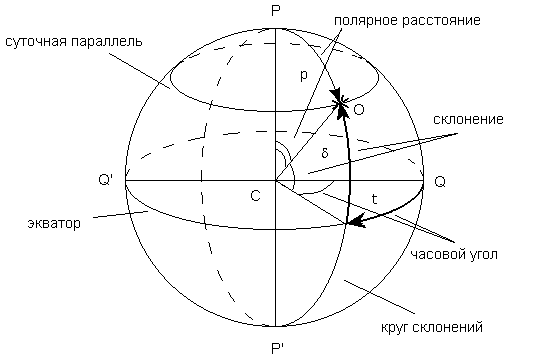 P
полярное расстояние
суточная параллель
p
O
склонение
δ
Q'
Q
C
t
экватор
часовой угол
круг склонений
P'